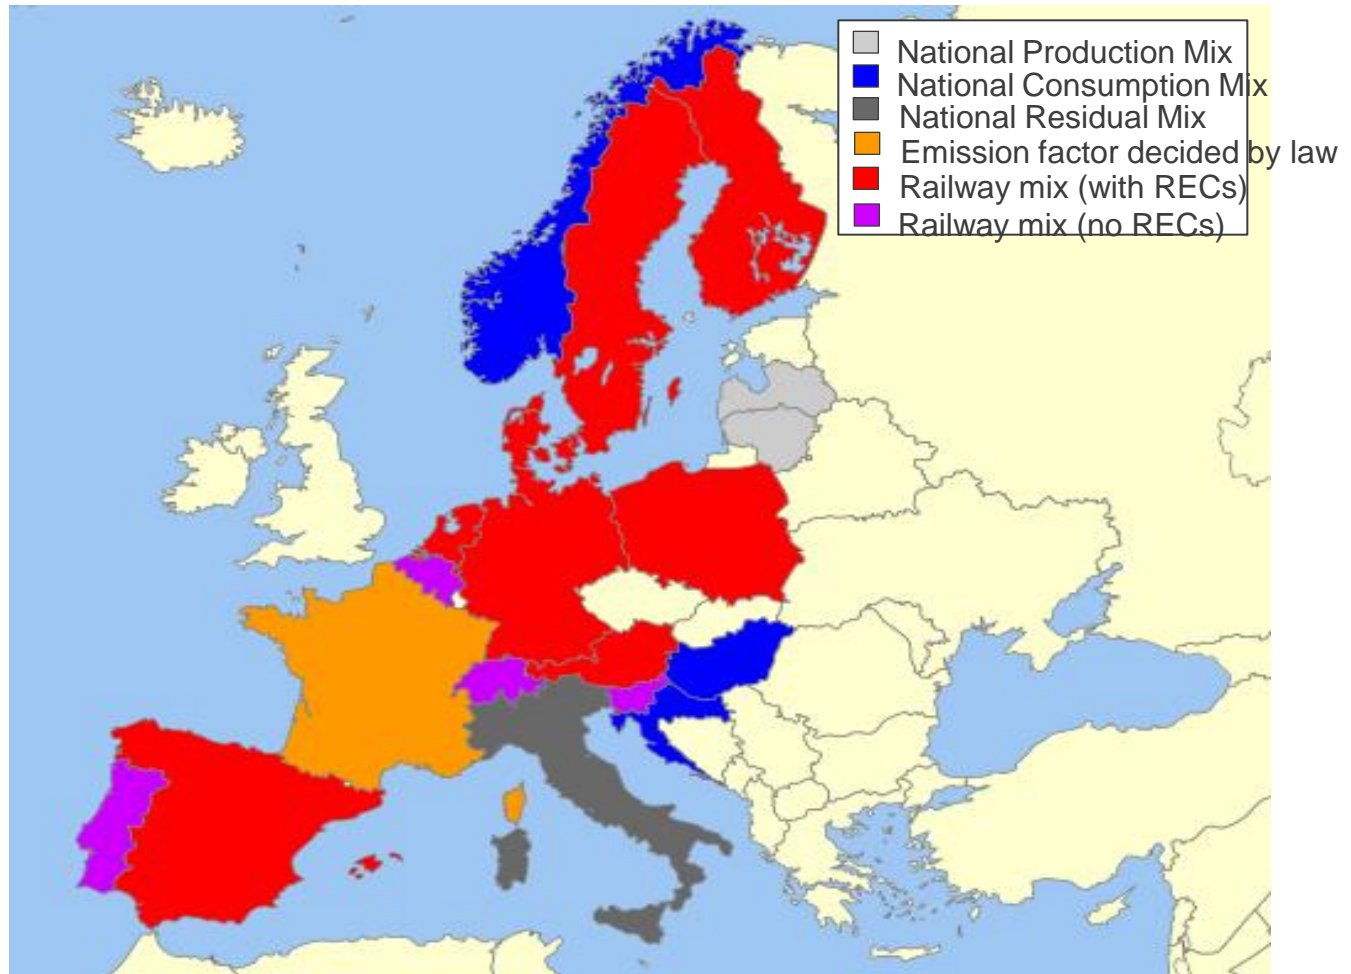 National Production Mix
National Consumption Mix
National Residual Mix
Emission factor decided by law
Railway mix (with RECs)
Railway mix (no RECs)